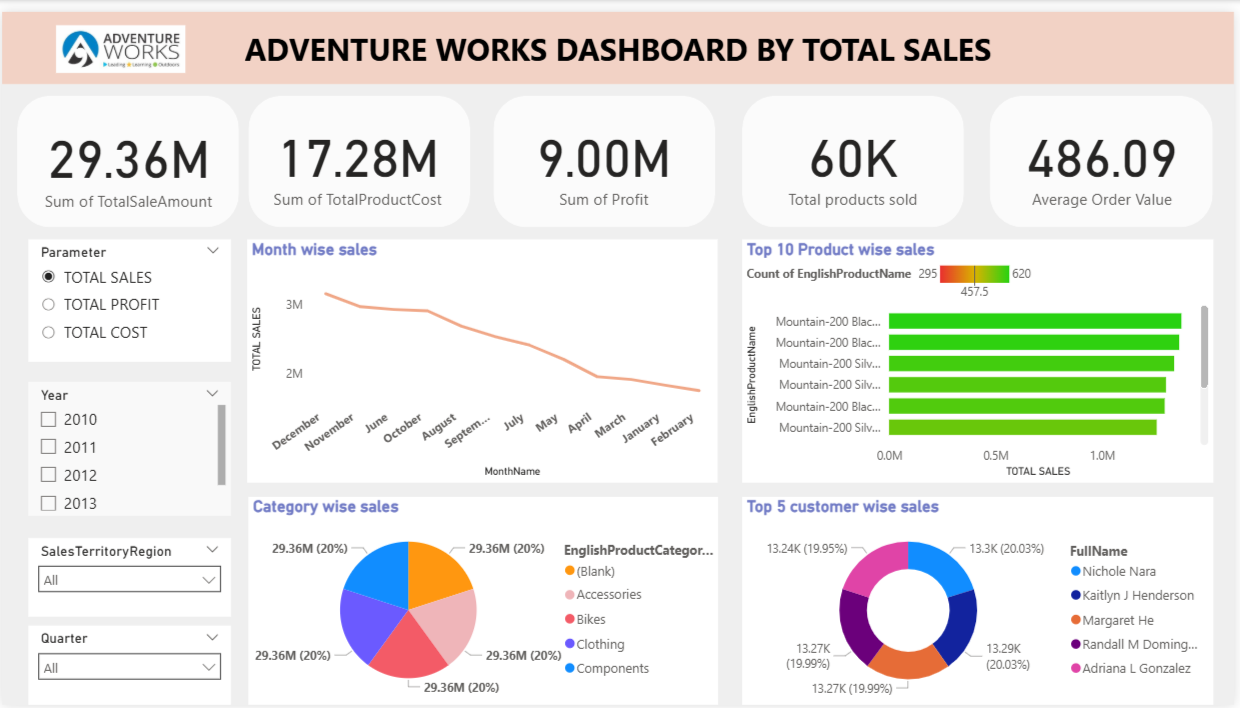 ADVENTURE
WORKS
ADVENTURE WORKS DASHBOARD BY TOTAL SALES
29.36M
Sum of TotalSaleAmount
17.28M
Sum of TotalProductCost
9.00M
Sum of Profit
60K
Total products sold
486.09
Average Order Value
Parameter
TOTAL SALES
TOTAL PROFIT
TOTAL COST
Year
2010
2011
2012
2013
SalesTerritoryRegion
All
Quarter
All
Month wise sales
TOTAL SALES
3M
2M
December
November
June
October
August
Septem...
July
May
April
March
January
February
MonthName
Top 10 Product wise sales
Count of EnglishProductName 295 620
457.5
EnglishProductName
Mountain-200 Blac...
Mountain-200 Blac...
Mountain-200 Silv...
Mountain-200 Silv...
Mountain-200 Blac...
Mountain-200 Silv...
0.0M 0.5M 1.0M
TOTAL SALES
Category wise sales
29.36M (20%)
29.36M (20%)
29.36M (20%)
29.36M (20%)
29.36M (20%)
EnglishProductCategor...
(Blank)
Accessories
Bikes
Clothing
Components
Top 5 customer wise sales
13.24K (19.95%)
13.3K (20.03%)
13.27K
(19.99%)
13.29K
(20.03%)
13.27K (19.99%)
FullName
Nichole Nara
Kaitlyn J Henderson
Margaret He
Randall M Doming...
Adriana L Gonzalez